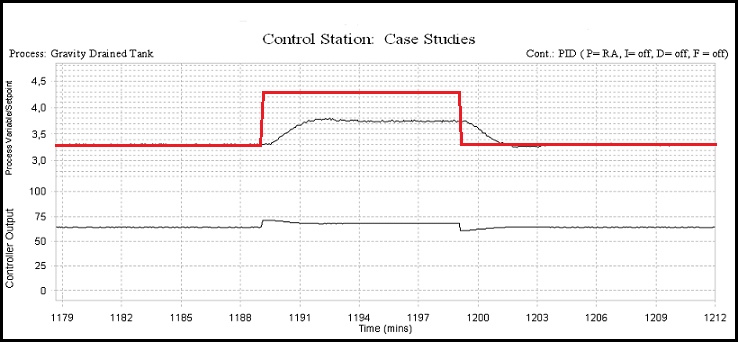 Control Station: Case Studies
Process: Gravity Drained Tank
Cont.: PID ( P= RA, I= off, D= off, F = off)
Process Variable/Setpoint
4,5
4,0
3,5
3,0
Controller Output
100
75
50
25
0
1179 1182 1185 1188 1191 1194 1197 1200 1203 1206 1209 1212
Time (mins)